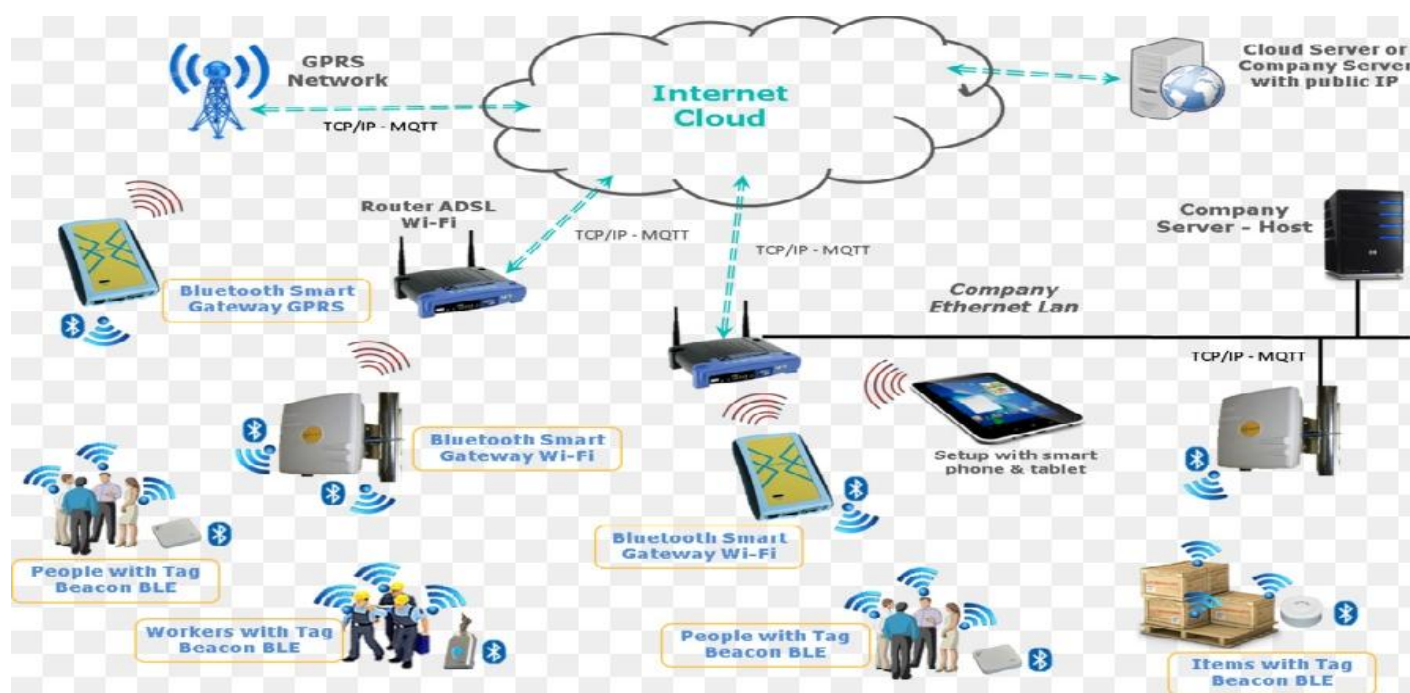 GPRS
Network
TCP/IP - MQTT
Internet
Cloud
Cloud Server or
Company Server
with public IP
Router ADSL
Wi-Fi
TCP/IP - MQTT
TCP/IP - MQTT
Company
Server - Host
Bluetooth Smart
Gateway GPRS
Company
Ethernet Lan
TCP/IP - MQTT
Bluetooth Smart
Gateway Wi-Fi
Setup with smart
phone & tablet
Bluetooth Smart
Gateway Wi-Fi
People with Tag
Beacon BLE
Workers with Tag
Beacon BLE
People with Tag
Beacon BLE
Items with Tag
Beacon BLE